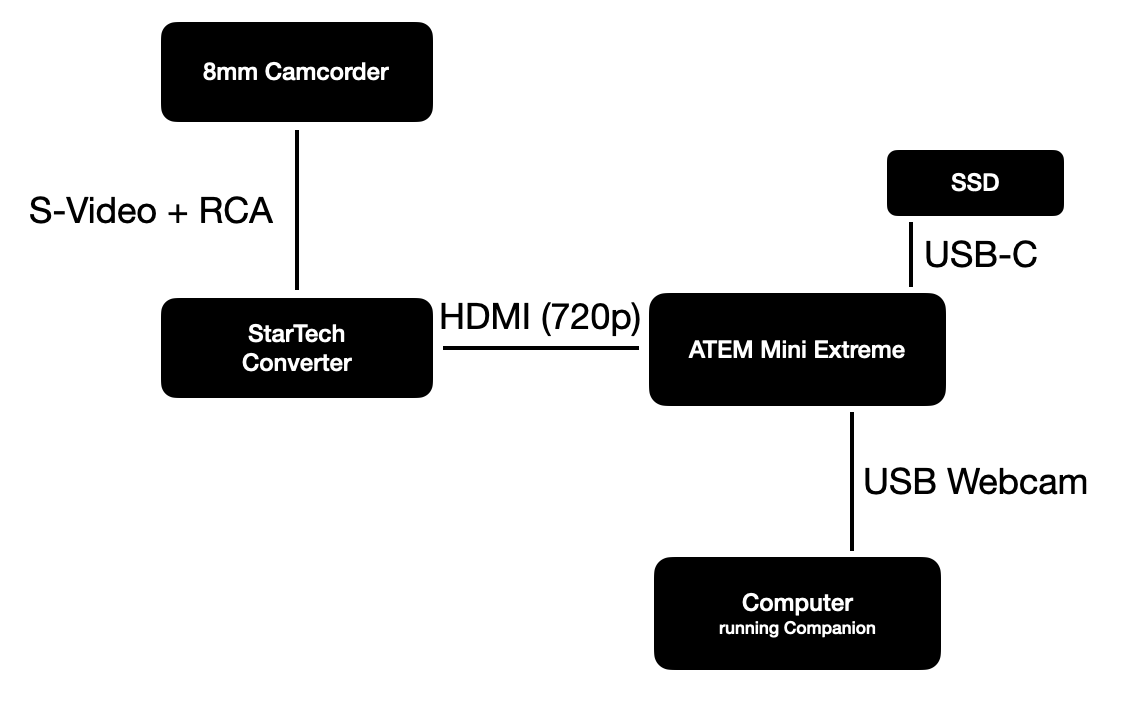 8mm Camcorder
S-Video + RCA
SSD
USB-C
StarTech
Converter
HDMI (720p)
ATEM Mini Extreme
USB Webcam
Computer
running Companion